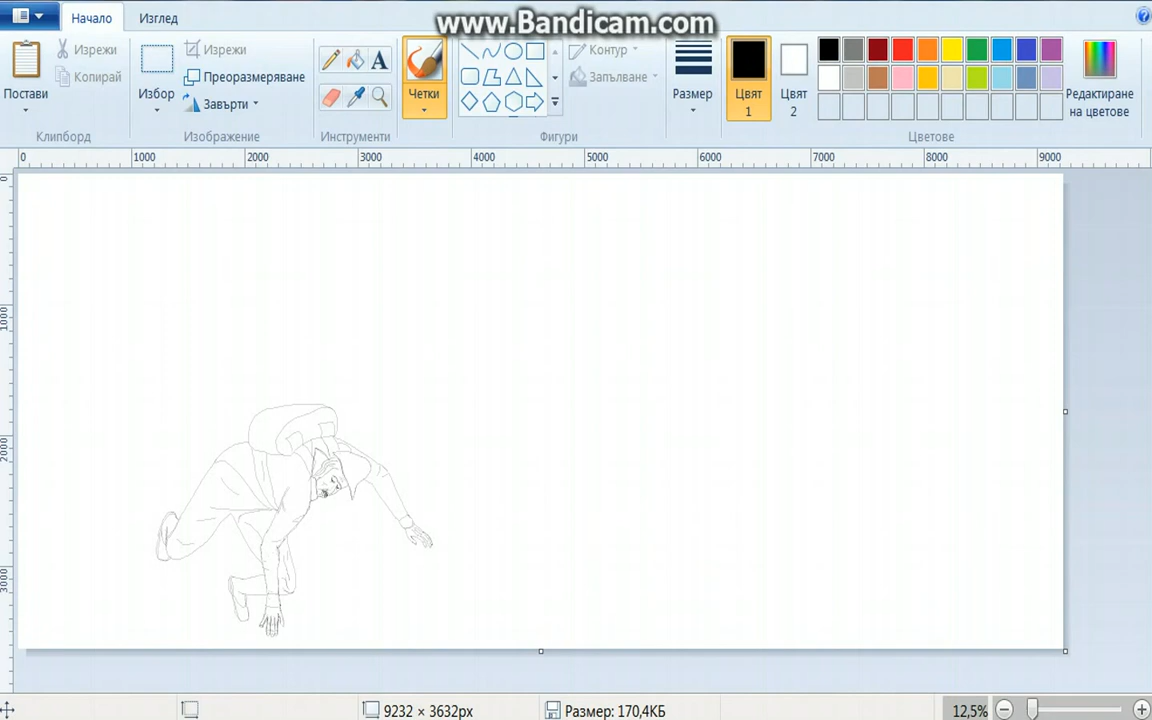 www.Bandicam.com
Начало Изглед
Постави
Изрежи
Копирай
Клипборд
Избор
Изрежи
Преоразмеряване
Завърти
Изображение
Инструменти
Четки
Контур
Запълване
Фигури
Размер
Цвят 1
Цвят 2
Редактиране на цветове
Цветове
0 1000 2000 3000 4000 5000 6000 7000 8000 9000
0
1000
2000
3000
9232 × 3632px
Размер: 170,4КБ
12,5%